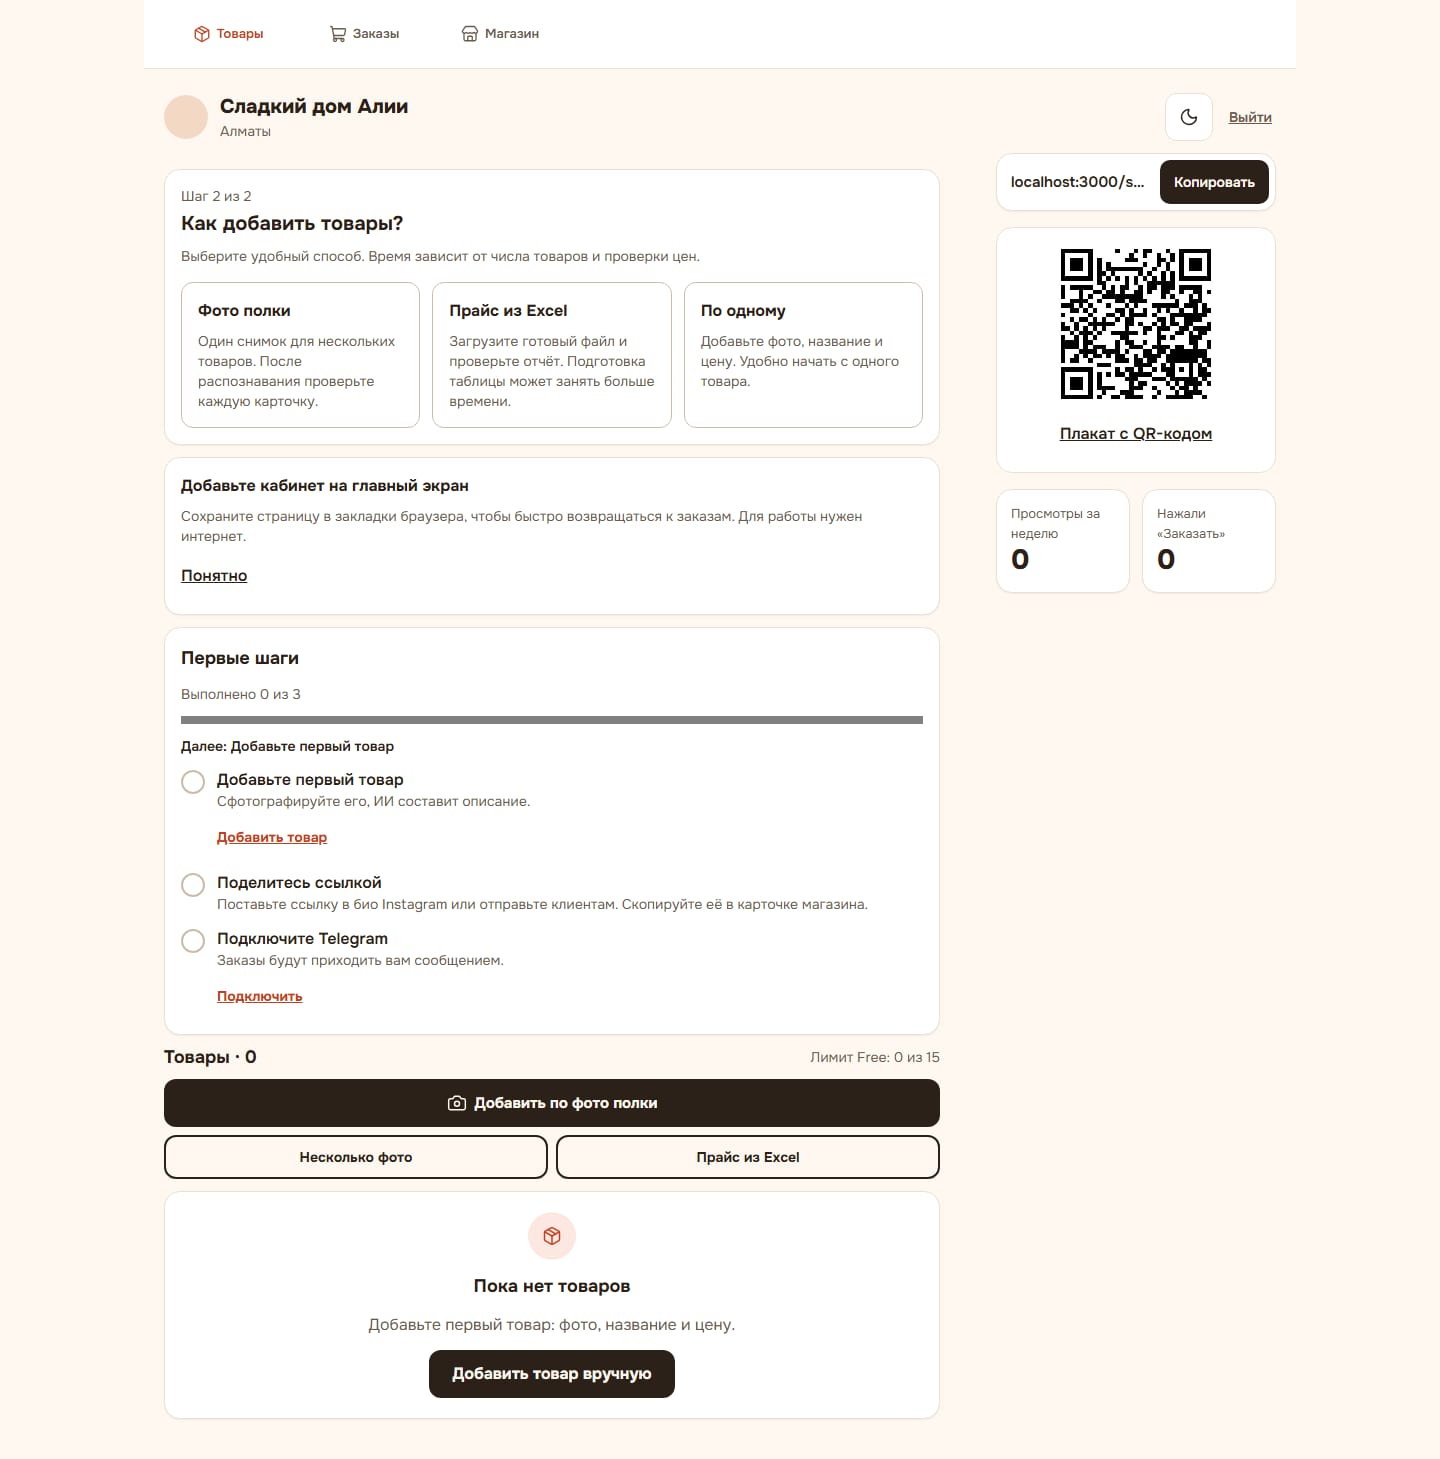 Товары
Заказы
Магазин
Сладкий дом Алии
Алматы
Выйти
localhost:3000/s...
Копировать
Шаг 2 из 2
Как добавить товары?
Выберите удобный способ. Время зависит от числа товаров и проверки цен.
Фото полки
Один снимок для нескольких
товаров. После
распознавания проверьте
каждую карточку.
Прайс из Excel
Загрузите готовый файл и
проверьте отчёт. Подготовка
таблицы может занять больше
времени.
По одному
Добавьте фото, название и
цену. Удобно начать с одного
товара.
Плакат с QR-кодом
Добавьте кабинет на главный экран
Сохраните страницу в закладки браузера, чтобы быстро возвращаться к заказам. Для работы нужен
интернет.
Понятно
Просмотры за
неделю
0
Нажали
«Заказать»
0
Первые шаги
Выполнено 0 из 3
Далее: Добавьте первый товар
Добавьте первый товар
Сфотографируйте его, ИИ составит описание.
Добавить товар
Поделитесь ссылкой
Поставьте ссылку в био Instagram или отправьте клиентам. Скопируйте её в карточке магазина.
Подключите Telegram
Заказы будут приходить вам сообщением.
Подключить
Товары · 0
Лимит Free: 0 из 15
Добавить по фото полки
Несколько фото
Прайс из Excel
Пока нет товаров
Добавьте первый товар: фото, название и цену.
Добавить товар вручную